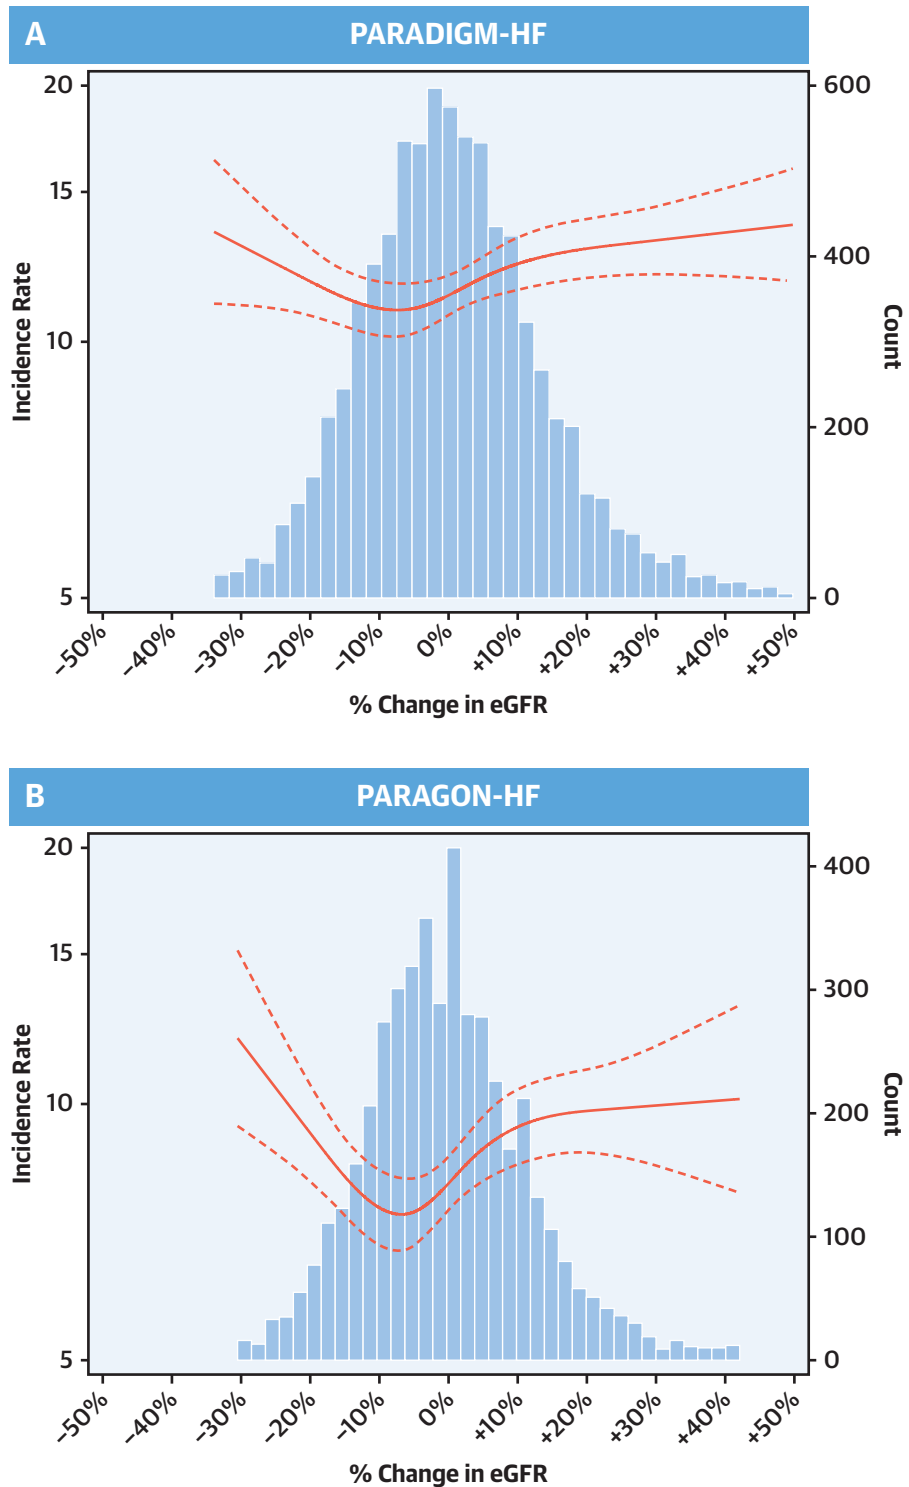 A PARADIGM-HF
20
15
10
5
Incidence Rate
600
400
200
0
Count
−50% −40% −30% −20% −10% 0% +10% +20% +30% +40% +50%
% Change in eGFR
B PARAGON-HF
20
15
10
5
Incidence Rate
400
300
200
100
0
Count
−50% −40% −30% −20% −10% 0% +10% +20% +30% +40% +50%
% Change in eGFR